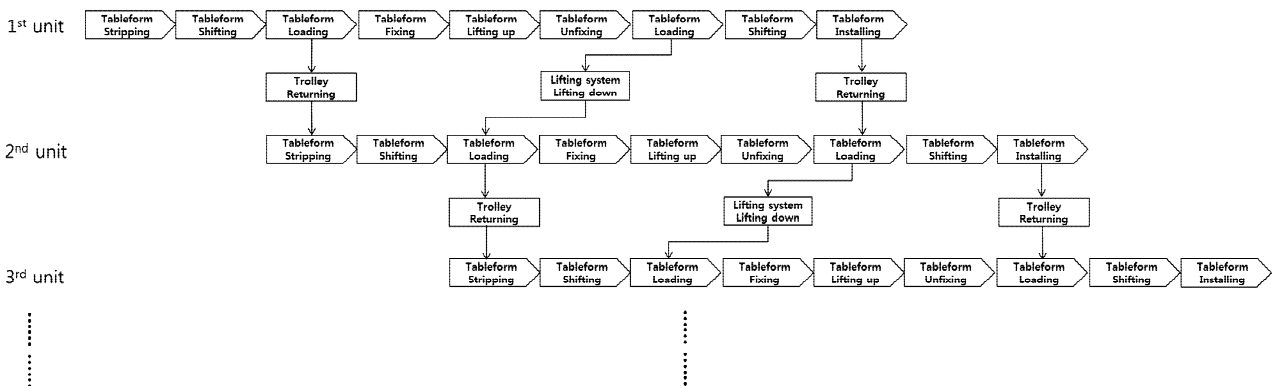 1st unit
Tableform
Stripping
Tableform
Shifting
Tableform
Loading
Tableform
Fixing
Tableform
Lifting up
Tableform
Unfixing
Tableform
Loading
Tableform
Shifting
Tableform
Installing
Trolley
Returning
Lifting system
Lifting down
Trolley
Returning
2nd unit
Tableform
Stripping
Tableform
Shifting
Tableform
Loading
Tableform
Fixing
Tableform
Lifting up
Tableform
Unfixing
Tableform
Loading
Tableform
Shifting
Tableform
Installing
Trolley
Returning
Lifting system
Lifting down
Trolley
Returning
3rd unit
Tableform
Stripping
Tableform
Shifting
Tableform
Loading
Tableform
Fixing
Tableform
Lifting up
Tableform
Unfixing
Tableform
Loading
Tableform
Shifting
Tableform
Installing